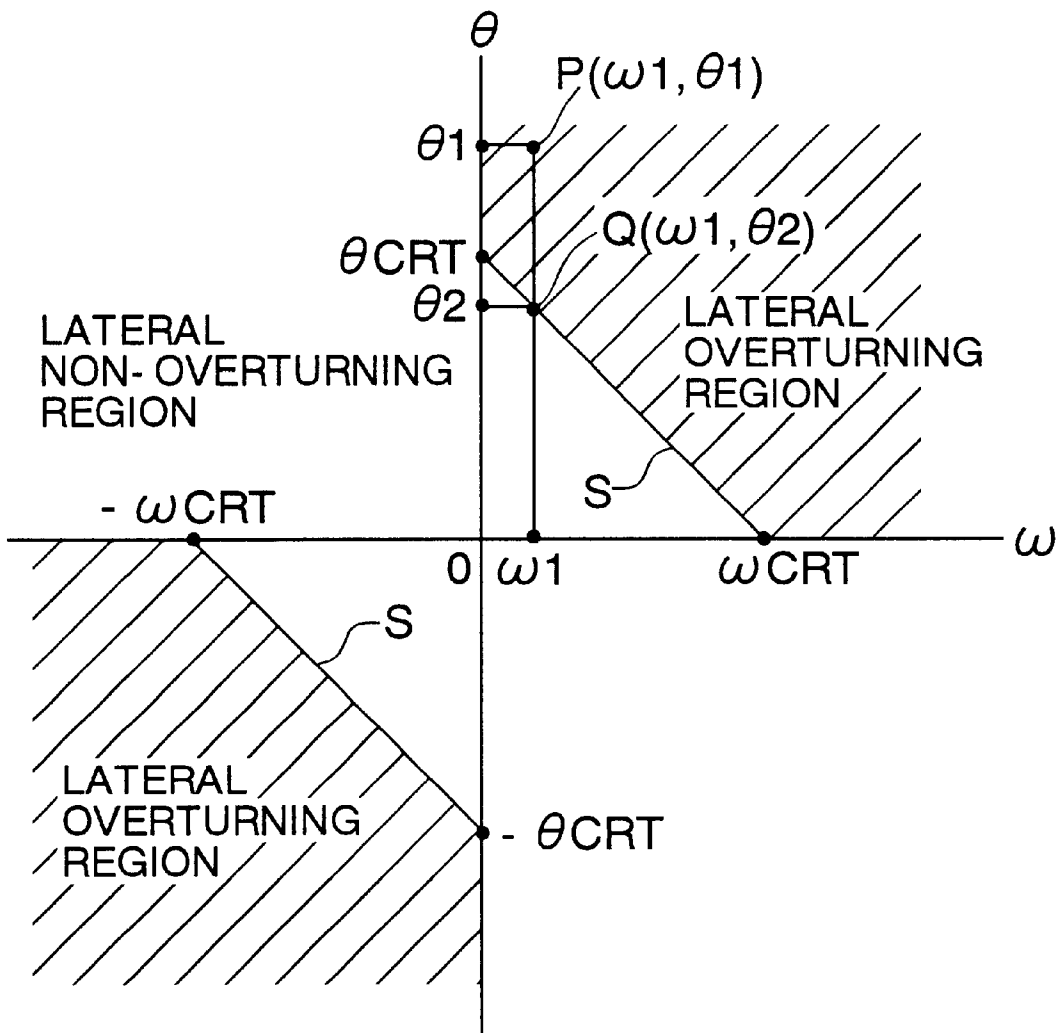 θ
P(ω1, θ1)
θ1
θCRT
Q(ω1, θ2)
θ2
LATERAL
NON- OVERTURNING
REGION
LATERAL
OVERTURNING
REGION
S
- ωCRT
0
ω1
ωCRT
ω
S
LATERAL
OVERTURNING
REGION
- θCRT